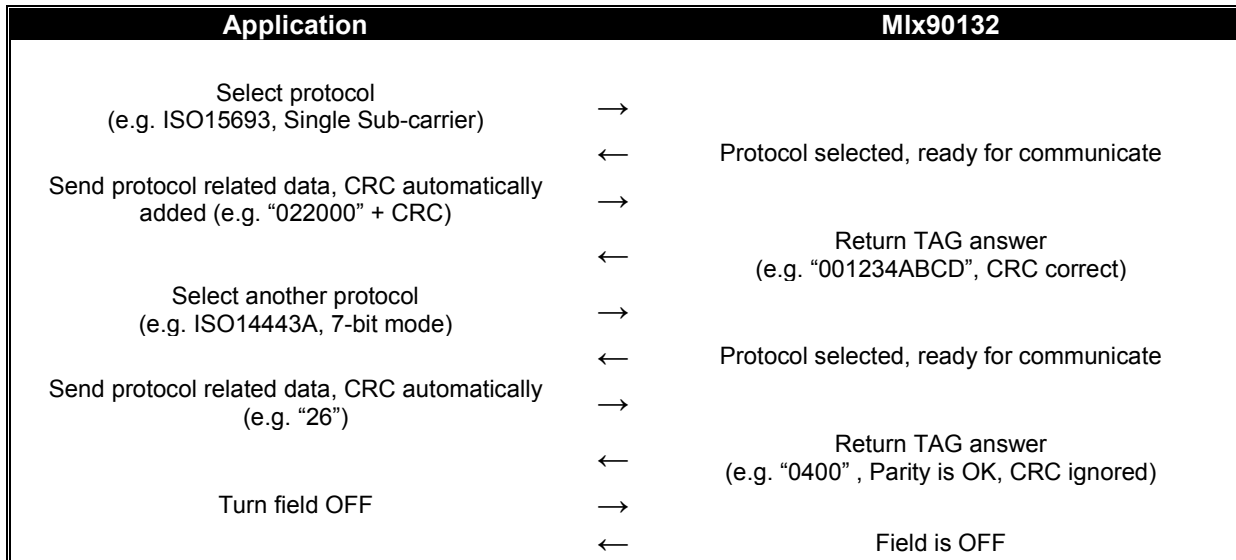 Application Mlx90132
Select protocol
(e.g. ISO15693, Single Sub-carrier)
→
← Protocol selected, ready for communicate
Send protocol related data, CRC automatically
added (e.g. “022000” + CRC)
→
← Return TAG answer
(e.g. “001234ABCD”, CRC correct)
Select another protocol
(e.g. ISO14443A, 7-bit mode)
→
← Protocol selected, ready for communicate
Send protocol related data, CRC automatically
(e.g. “26”)
→
← Return TAG answer
(e.g. “0400” , Parity is OK, CRC ignored)
Turn field OFF →
← Field is OFF